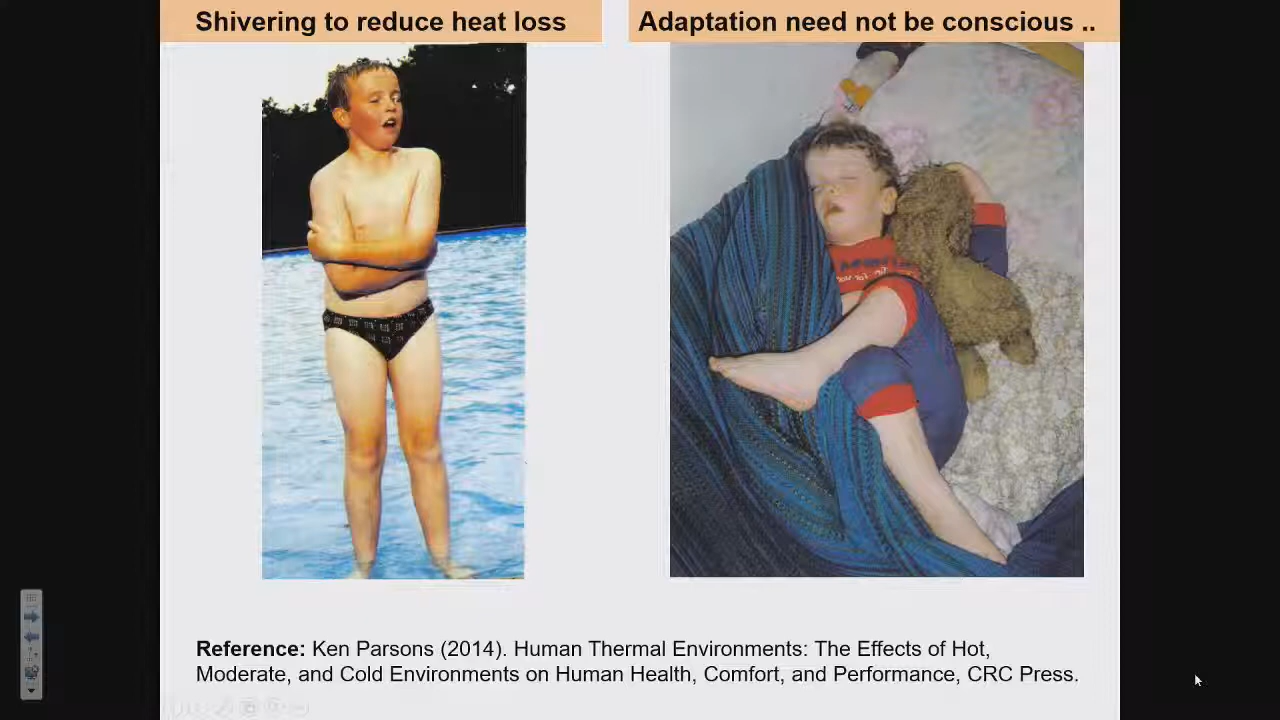 Shivering to reduce heat loss
Adaptation need not be conscious ..
Reference: Ken Parsons (2014). Human Thermal Environments: The Effects of Hot,
Moderate, and Cold Environments on Human Health, Comfort, and Performance, CRC Press.